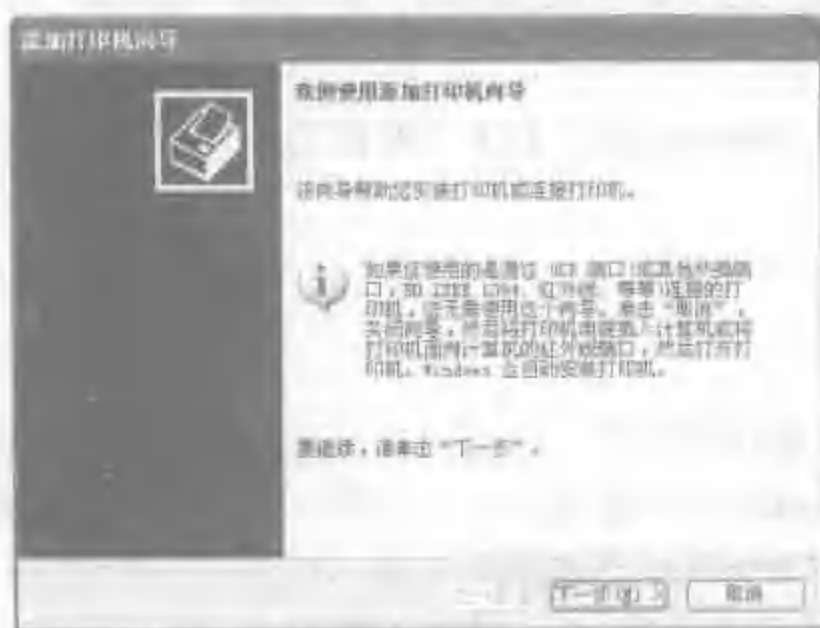 添加打印机向导
欢迎使用添加打印机向导
该向导帮助您安装打印机或连接打印机。
如果您使用的是通过 USB 端口(或其他热插拔端
口，如 IEEE 1394、红外线，等等)连接的打
印机，您无需使用这个向导。单击“取消”，
关闭向导，然后将打印机电缆插入计算机或将
打印机面向计算机的红外线端口，然后打开打
印机。Windows 会自动安装打印机。
要继续，请单击“下一步”。
下一步(N) >
取消